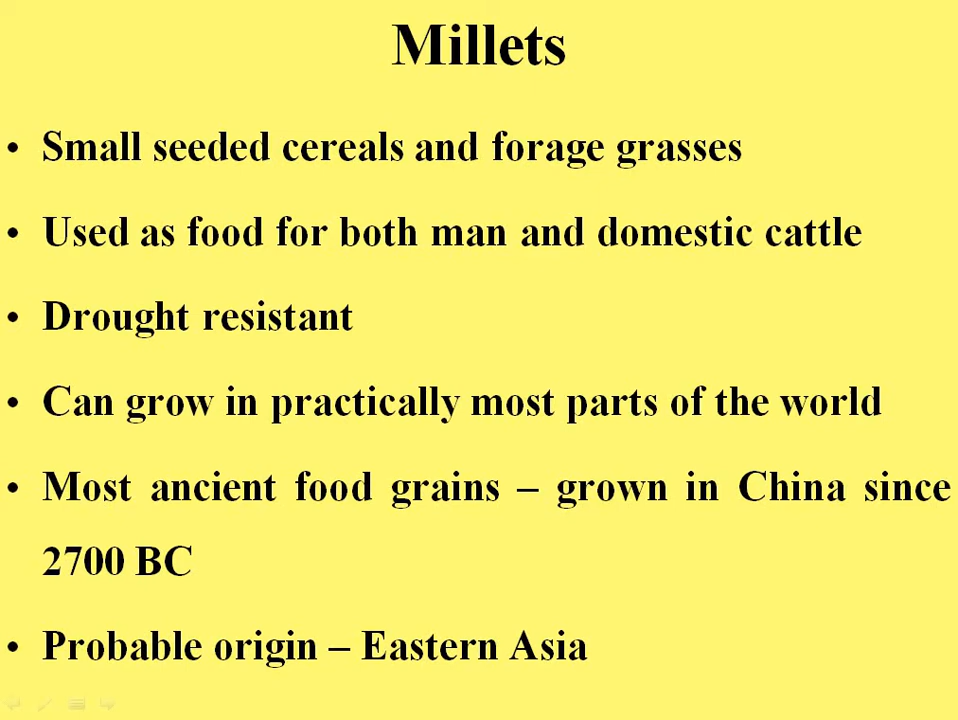 Millets
• Small seeded cereals and forage grasses
• Used as food for both man and domestic cattle
• Drought resistant
• Can grow in practically most parts of the world
• Most ancient food grains – grown in China since
2700 BC
• Probable origin – Eastern Asia